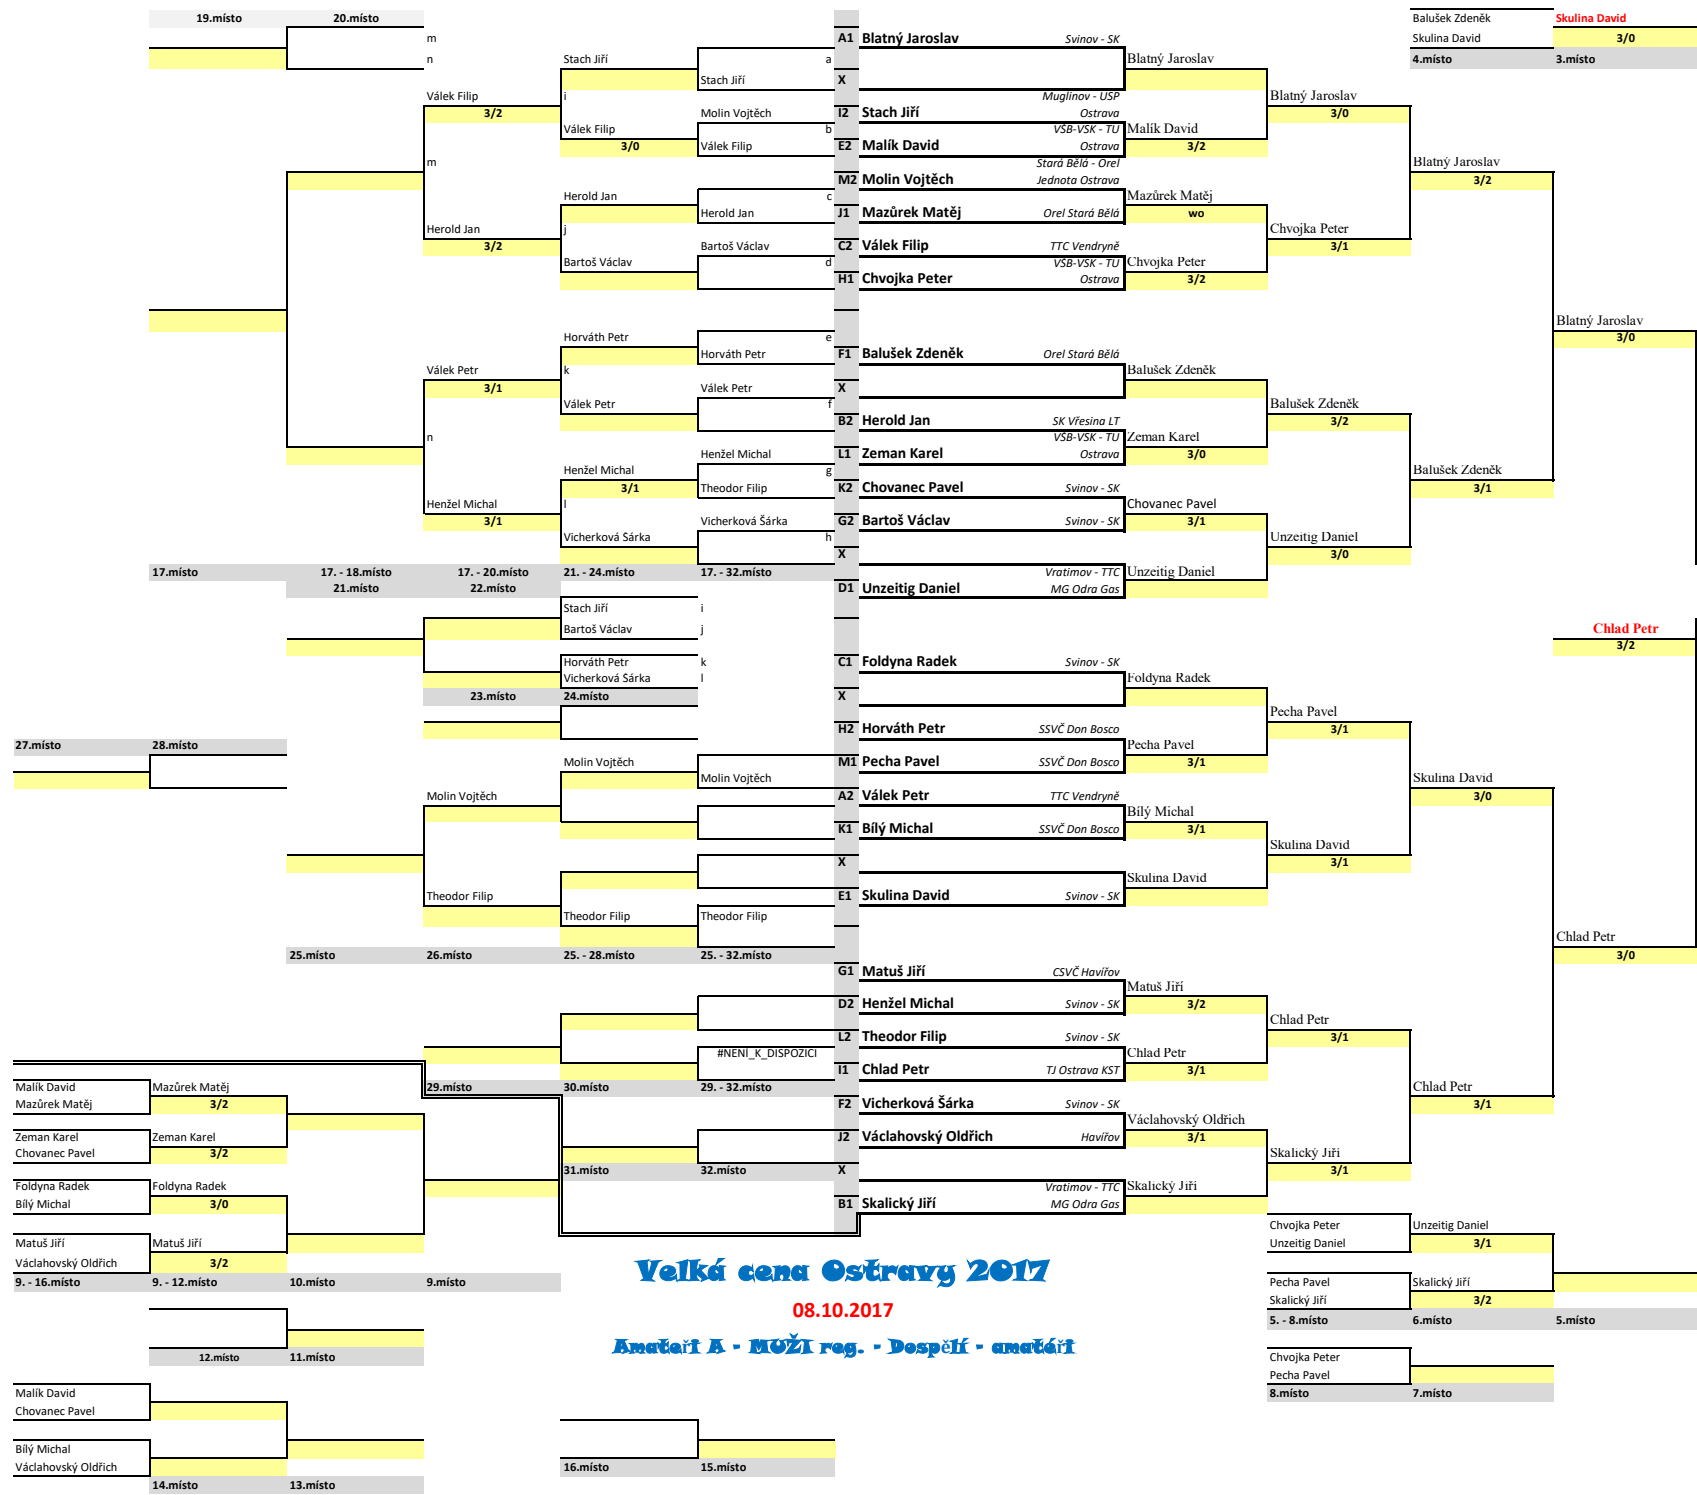 19.místo 20.místo Balušek Zdeněk Skulina David
m A1 Blatný Jaroslav Svinov - SK Skulina David 3/0
n Stach Jiří a Blatný Jaroslav 4.místo 3.místo
Stach Jiří X
Válek Filip i Muglinov - USP Blatný Jaroslav
3/2 Molin Vojtěch I2 Stach Jiří Ostrava 3/0
Válek Filip b VŠB-VSK - TU Malík David
3/0 Válek Filip E2 Malík David Ostrava 3/2
m Stará Bělá - Orel Blatný Jaroslav
M2 Molin Vojtěch Jednota Ostrava 3/2
Herold Jan c Mazůrek Matěj
Herold Jan J1 Mazůrek Matěj Orel Stará Bělá wo
Herold Jan j Chvojka Peter
3/2 Bartoš Václav C2 Válek Filip TTC Vendryně 3/1
Bartoš Václav d VŠB-VSK - TU Chvojka Peter
H1 Chvojka Peter Ostrava 3/2
Blatný Jaroslav
Horváth Petr e 3/0
Horváth Petr F1 Balušek Zdeněk Orel Stará Bělá
Válek Petr k Balušek Zdeněk
3/1 Válek Petr X
Válek Petr f Balušek Zdeněk
B2 Herold Jan SK Vřesina LT 3/2
n VŠB-VSK - TU Zeman Karel
Henžel Michal L1 Zeman Karel Ostrava 3/0
Henžel Michal g Balušek Zdeněk
3/1 Theodor Filip K2 Chovanec Pavel Svinov - SK 3/1
Henžel Michal l Chovanec Pavel
3/1 Vicherková Šárka G2 Bartoš Václav Svinov - SK 3/1
Vicherková Šárka h Unzeitig Daniel
X 3/0
17.místo 17. - 18.místo 17. - 20.místo 21. - 24.místo 17. - 32.místo Vratimov - TTC Unzeitig Daniel
21.místo 22.místo D1 Unzeitig Daniel MG Odra Gas
Stach Jiří i
Bartoš Václav j Chlad Petr
3/2
Horváth Petr k C1 Foldyna Radek Svinov - SK
Vicherková Šárka l Foldyna Radek
23.místo 24.místo X
Pecha Pavel
H2 Horváth Petr SSVČ Don Bosco 3/1
27.místo 28.místo Pecha Pavel
Molin Vojtěch M1 Pecha Pavel SSVČ Don Bosco 3/1
Molin Vojtěch Skulina David
Molin Vojtěch A2 Válek Petr TTC Vendryně 3/0
Bílý Michal
K1 Bílý Michal SSVČ Don Bosco 3/1
Skulina David
X 3/1
Skulina David
Theodor Filip E1 Skulina David Svinov - SK
Theodor Filip Theodor Filip
Chlad Petr
25.místo 26.místo 25. - 28.místo 25. - 32.místo 3/0
G1 Matuš Jiří CSVČ Havířov
Matuš Jiří
D2 Henžel Michal Svinov - SK 3/2
Chlad Petr
L2 Theodor Filip Svinov - SK 3/1
#NENÍ_K_DISPOZICI Chlad Petr
I1 Chlad Petr TJ Ostrava KST 3/1
Malík David Mazůrek Matěj 29.místo 30.místo 29. - 32.místo Chlad Petr
Mazůrek Matěj 3/2 F2 Vicherková Šárka Svinov - SK 3/1
Václahovský Oldřich
Zeman Karel Zeman Karel J2 Václahovský Oldřich Havířov 3/1
Chovanec Pavel 3/2 Skalický Jiří
31.místo 32.místo X 3/1
Foldyna Radek Foldyna Radek Vratimov - TTC Skalický Jiří
Bílý Michal 3/0 B1 Skalický Jiří MG Odra Gas
Chvojka Peter Unzeitig Daniel
Matuš Jiří Matuš Jiří Unzeitig Daniel 3/1
Václahovský Oldřich 3/2
9. - 16.místo 9. - 12.místo 10.místo 9.místo Velká cena Ostravy 2017 Pecha Pavel Skalický Jiří
Skalický Jiří 3/2
08.10.2017 5. - 8.místo 6.místo 5.místo
Amateři A - MUŽI reg. - Dospělí - amatéři
12.místo 11.místo Chvojka Peter
Pecha Pavel
Malík David 8.místo 7.místo
Chovanec Pavel
Bílý Michal
Václahovský Oldřich 16.místo 15.místo
14.místo 13.místo